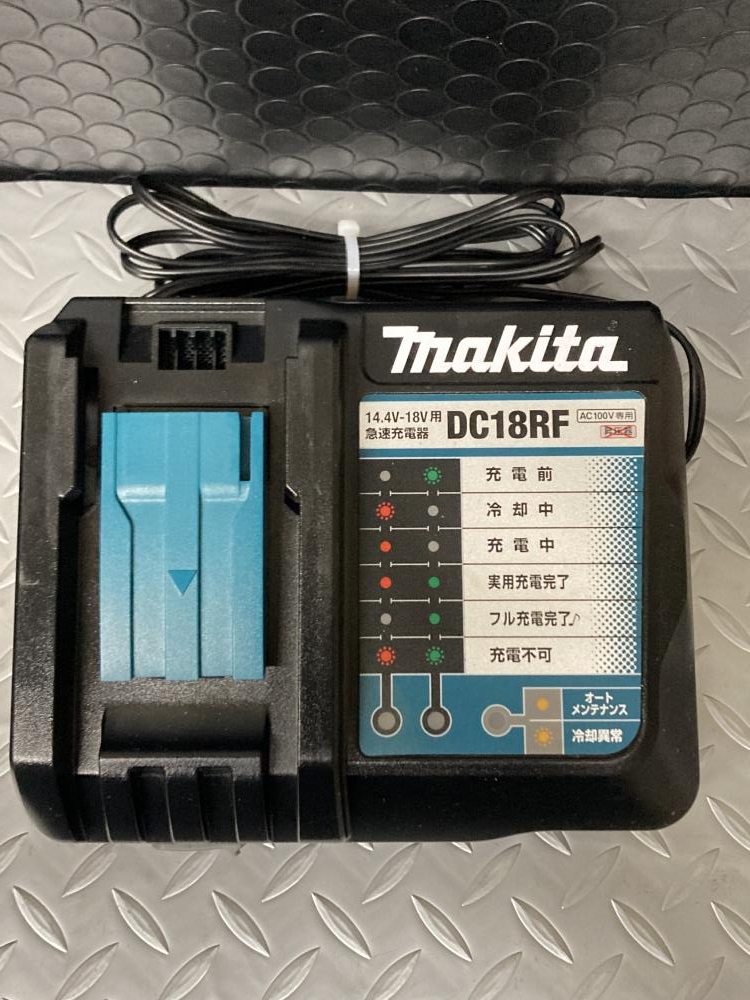 makita
14.4V-18V用
急速充電器
DC18RF
AC100V専用
昇圧器
充電前
冷却中
充電中
実用充電完了
フル充電完了♪
充電不可
オート
メンテナンス
冷却異常